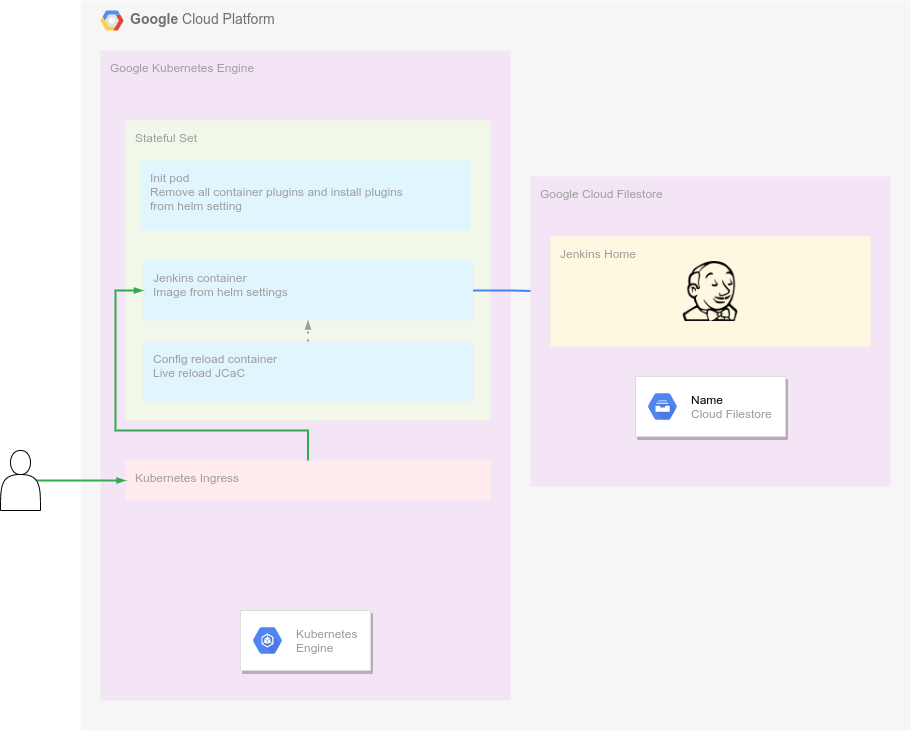 Google Cloud Platform
Google Kubernetes Engine
Stateful Set
Init pod
Remove all container plugins and install plugins
from helm setting
Jenkins container
Image from helm settings
Config reload container
Live reload JCaC
Kubernetes Ingress
Kubernetes
Engine
Google Cloud Filestore
Jenkins Home
Name
Cloud Filestore